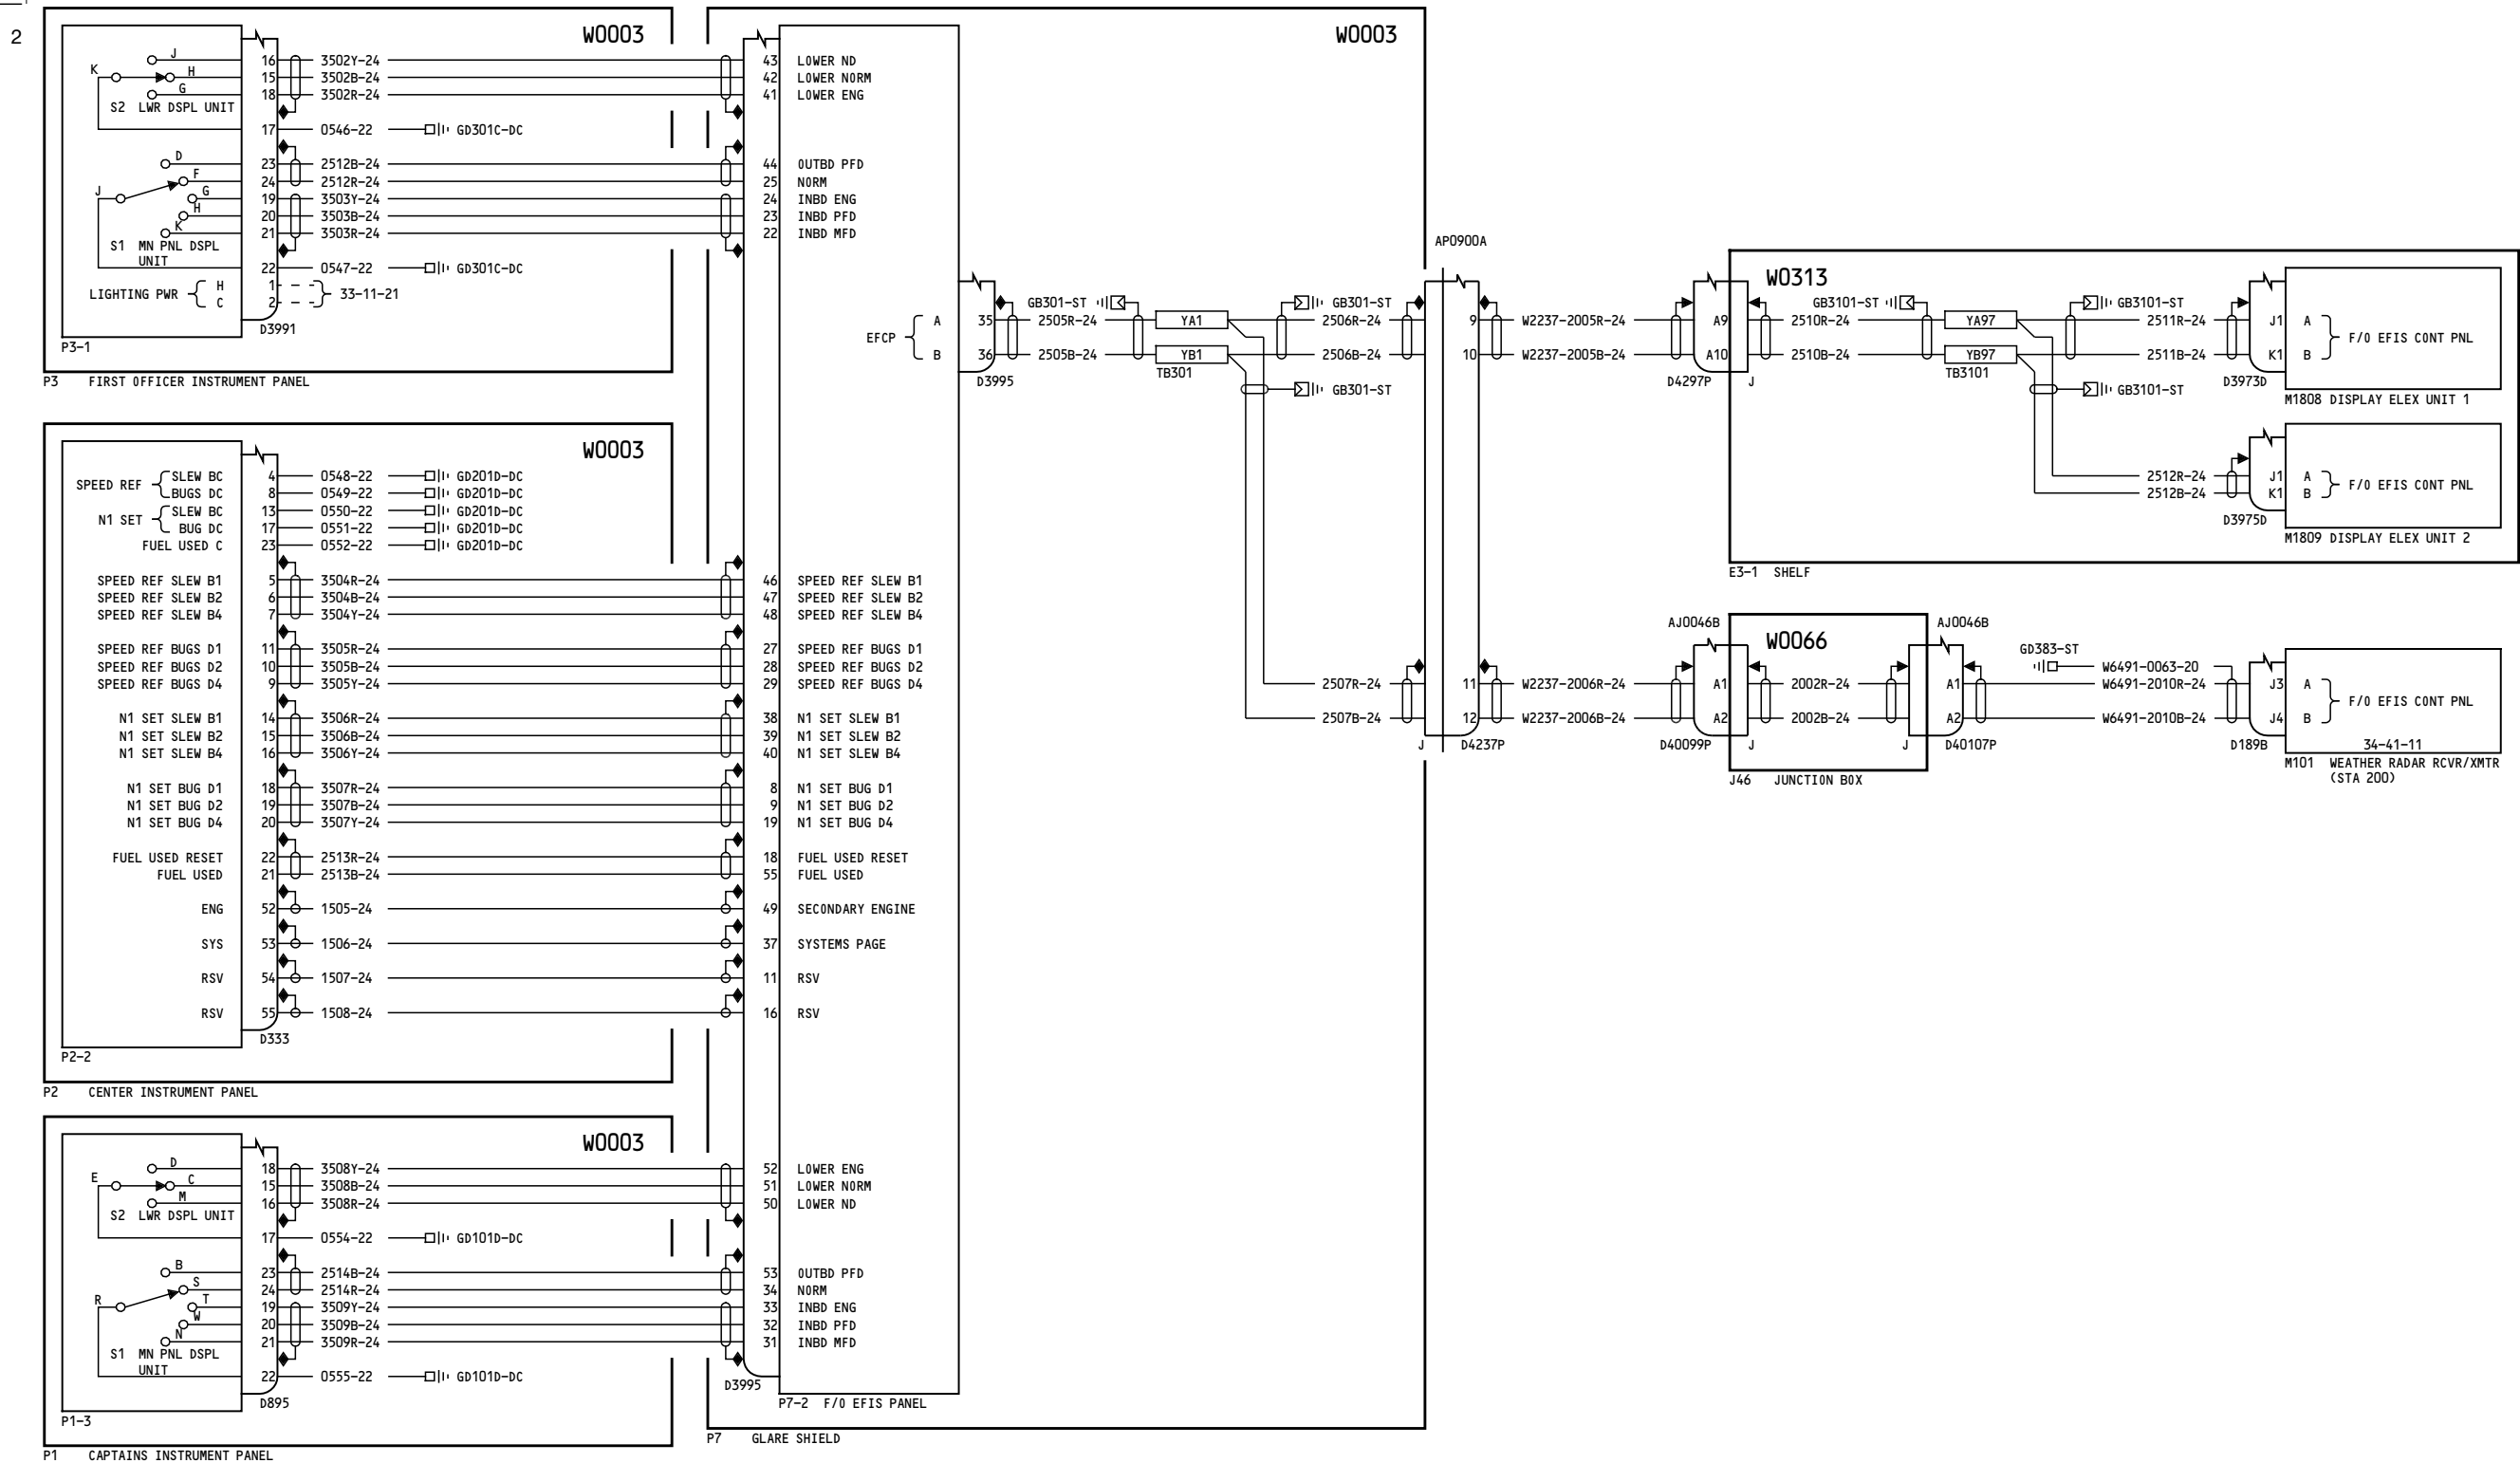 2
W0003
K
J
H
G
S2 LWR DSPL UNIT
16 3502Y-24
15 3502B-24
18 3502R-24
17 0546-22 GD301C-DC
D
F
J
G
H
K
S1 MN PNL DSPL
UNIT
23 2512B-24
24 2512R-24
19 3503Y-24
20 3503B-24
21 3503R-24
22 0547-22 GD301C-DC
LIGHTING PWR H 1
C 2
33-11-21
D3991
P3-1
P3 FIRST OFFICER INSTRUMENT PANEL
W0003
SPEED REF SLEW BC 4 0548-22 GD201D-DC
BUGS DC 8 0549-22 GD201D-DC
N1 SET SLEW BC 13 0550-22 GD201D-DC
BUG DC 17 0551-22 GD201D-DC
FUEL USED C 23 0552-22 GD201D-DC
SPEED REF SLEW B1 5 3504R-24
SPEED REF SLEW B2 6 3504B-24
SPEED REF SLEW B4 7 3504Y-24
SPEED REF BUGS D1 11 3505R-24
SPEED REF BUGS D2 10 3505B-24
SPEED REF BUGS D4 9 3505Y-24
N1 SET SLEW B1 14 3506R-24
N1 SET SLEW B2 15 3506B-24
N1 SET SLEW B4 16 3506Y-24
N1 SET BUG D1 18 3507R-24
N1 SET BUG D2 19 3507B-24
N1 SET BUG D4 20 3507Y-24
FUEL USED RESET 22 2513R-24
FUEL USED 21 2513B-24
ENG 52 1505-24
SYS 53 1506-24
RSV 54 1507-24
RSV 55 1508-24
D333
P2-2
P2 CENTER INSTRUMENT PANEL
W0003
E
D
C
M
S2 LWR DSPL UNIT
18 3508Y-24
15 3508B-24
16 3508R-24
17 0554-22 GD101D-DC
B
S
R
T
W
N
S1 MN PNL DSPL
UNIT
23 2514B-24
24 2514R-24
19 3509Y-24
20 3509B-24
21 3509R-24
22 0555-22 GD101D-DC
D895
P1-3
P1 CAPTAINS INSTRUMENT PANEL
W0003
43 LOWER ND
42 LOWER NORM
41 LOWER ENG
44 OUTBD PFD
25 NORM
24 INBD ENG
23 INBD PFD
22 INBD MFD
46 SPEED REF SLEW B1
47 SPEED REF SLEW B2
48 SPEED REF SLEW B4
27 SPEED REF BUGS D1
28 SPEED REF BUGS D2
29 SPEED REF BUGS D4
38 N1 SET SLEW B1
39 N1 SET SLEW B2
40 N1 SET SLEW B4
8 N1 SET BUG D1
9 N1 SET BUG D2
19 N1 SET BUG D4
18 FUEL USED RESET
55 FUEL USED
49 SECONDARY ENGINE
37 SYSTEMS PAGE
11 RSV
16 RSV
52 LOWER ENG
51 LOWER NORM
50 LOWER ND
53 OUTBD PFD
34 NORM
33 INBD ENG
32 INBD PFD
31 INBD MFD
D3995
P7-2 F/O EFIS PANEL
P7 GLARE SHIELD
EFCP
A 35 2505R-24 YA1 2506R-24
B 36 2505B-24 YB1 2506B-24
D3995
GB301-ST
TB301
GB301-ST
GB301-ST
2507R-24
2507B-24
AP0900A
9 W2237-2005R-24 A9
10 W2237-2005B-24 A10
D4297P J
11 W2237-2006R-24 A1
12 W2237-2006B-24 A2
J D4237P
W0313
GB3101-ST
2510R-24 YA97 2511R-24 J1 A
2510B-24 YB97 2511B-24 K1 B
F/O EFIS CONT PNL
TB3101
GB3101-ST
GB3101-ST
D3973D
M1808 DISPLAY ELEX UNIT 1
2512R-24 J1 A
2512B-24 K1 B
F/O EFIS CONT PNL
D3975D
M1809 DISPLAY ELEX UNIT 2
E3-1 SHELF
AJ0046B
W0066
AJ0046B
2002R-24 A1
2002B-24 A2
D40099P J
J D40107P
J46 JUNCTION BOX
GD383-ST
W6491-0063-20
W6491-2010R-24 J3 A
W6491-2010B-24 J4 B
F/O EFIS CONT PNL
34-41-11
D189B
M101 WEATHER RADAR RCVR/XMTR
(STA 200)